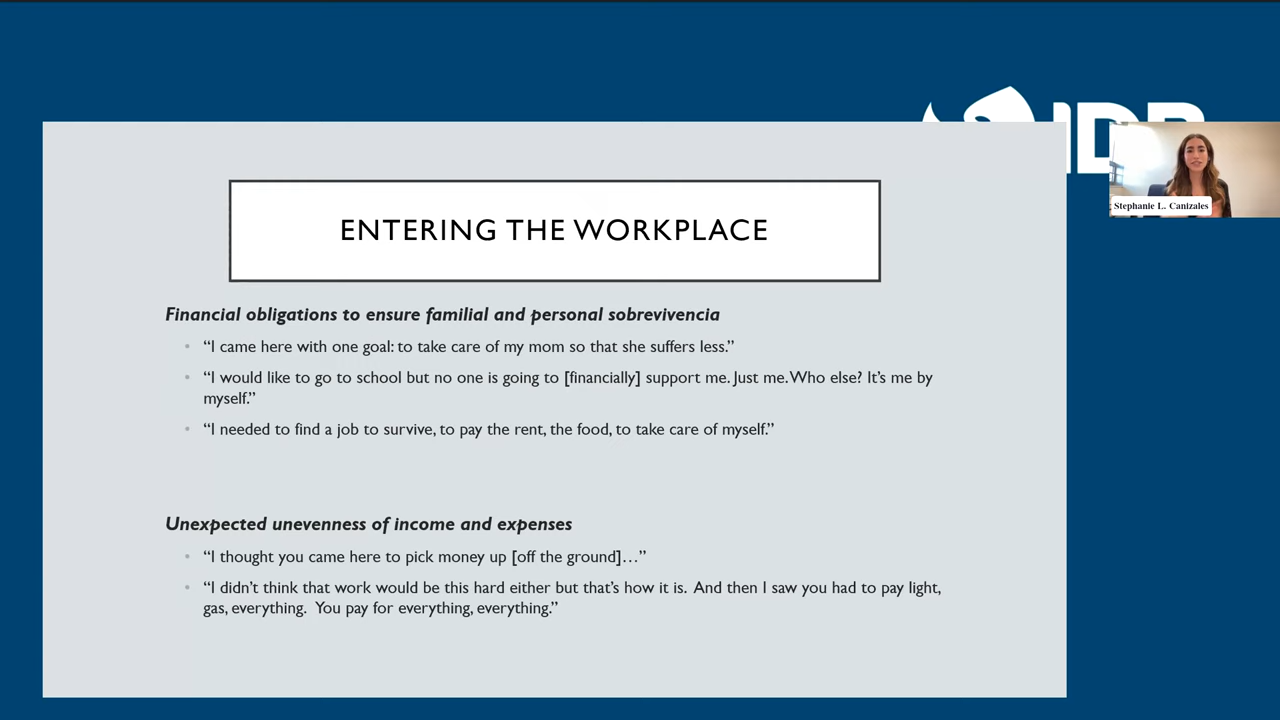 IDB
Stephanie L. Canizales
ENTERING THE WORKPLACE
Financial obligations to ensure familial and personal sobrevivencia
“I came here with one goal: to take care of my mom so that she suffers less.”
“I would like to go to school but no one is going to [financially] support me. Just me. Who else? It’s me by
myself.”
“I needed to find a job to survive, to pay the rent, the food, to take care of myself.”
Unexpected unevenness of income and expenses
“I thought you came here to pick money up [off the ground]…”
“I didn’t think that work would be this hard either but that’s how it is. And then I saw you had to pay light,
gas, everything. You pay for everything, everything.”